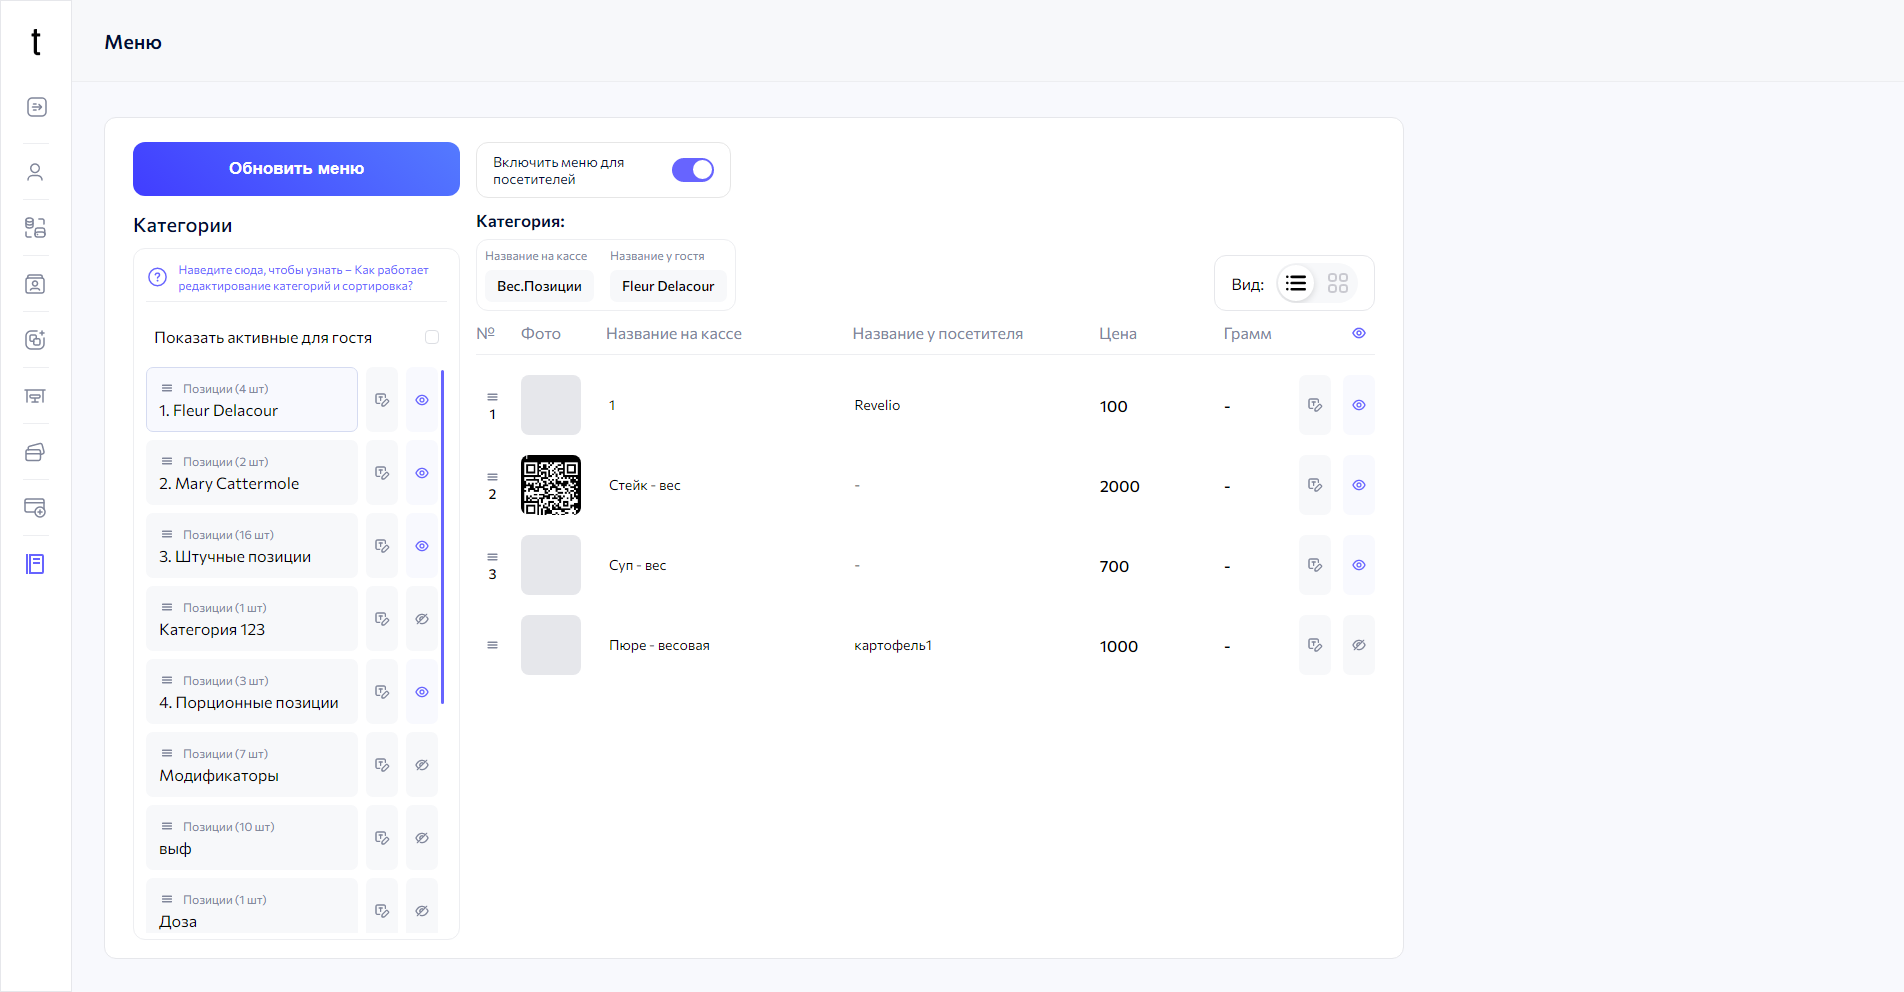 t
Меню
Обновить меню
Включить меню для
посетителей
Категории
Наведите сюда, чтобы узнать – Как работает
редактирование категорий и сортировка?
Показать активные для гостя
Позиции (4 шт)
1. Fleur Delacour
Позиции (2 шт)
2. Mary Cattermole
Позиции (16 шт)
3. Штучные позиции
Позиции (1 шт)
Категория 123
Позиции (3 шт)
4. Порционные позиции
Позиции (7 шт)
Модификаторы
Позиции (10 шт)
выф
Позиции (1 шт)
Доза
Категория:
Название на кассе Название у гостя
Вес.Позиции Fleur Delacour
Вид:
№ Фото Название на кассе Название у посетителя Цена Грамм
1 1 Revelio 100 -
2 Стейк - вес - 2000 -
3 Суп - вес - 700 -
Пюре - весовая картофель1 1000 -